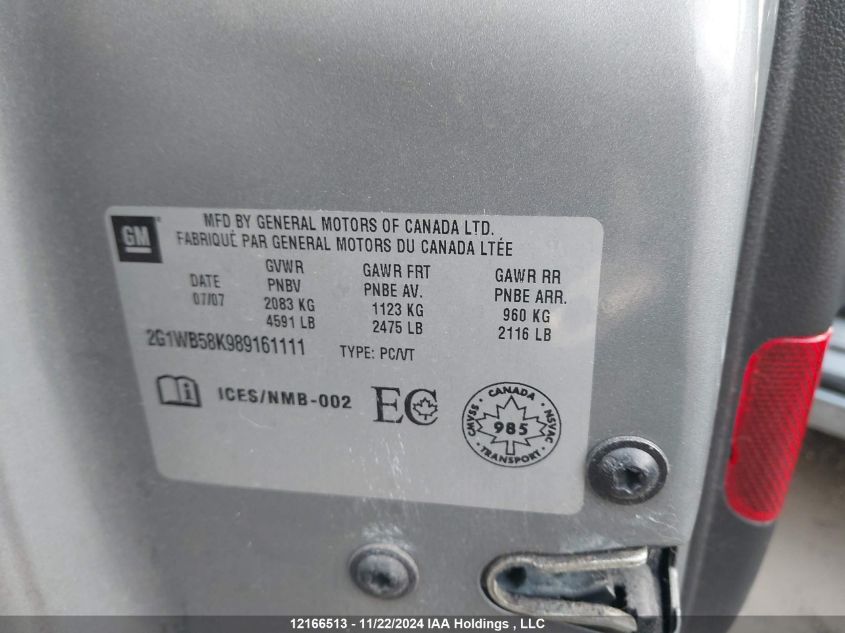 GM
MFD BY GENERAL MOTORS OF CANADA LTD.
FABRIQUÉ PAR GENERAL MOTORS DU CANADA LTÉE
DATE GVWR GAWR FRT GAWR RR
07/07 PNBV PNBE AV. PNBE ARR.
2083 KG 1123 KG 960 KG
4591 LB 2475 LB 2116 LB
2G1WB58K989161111 TYPE: PC/VT
i ICES/NMB-002 EC
CANADA
CMVSS 985 NSVAC
TRANSPORT
12166513 - 11/22/2024 IAA Holdings , LLC